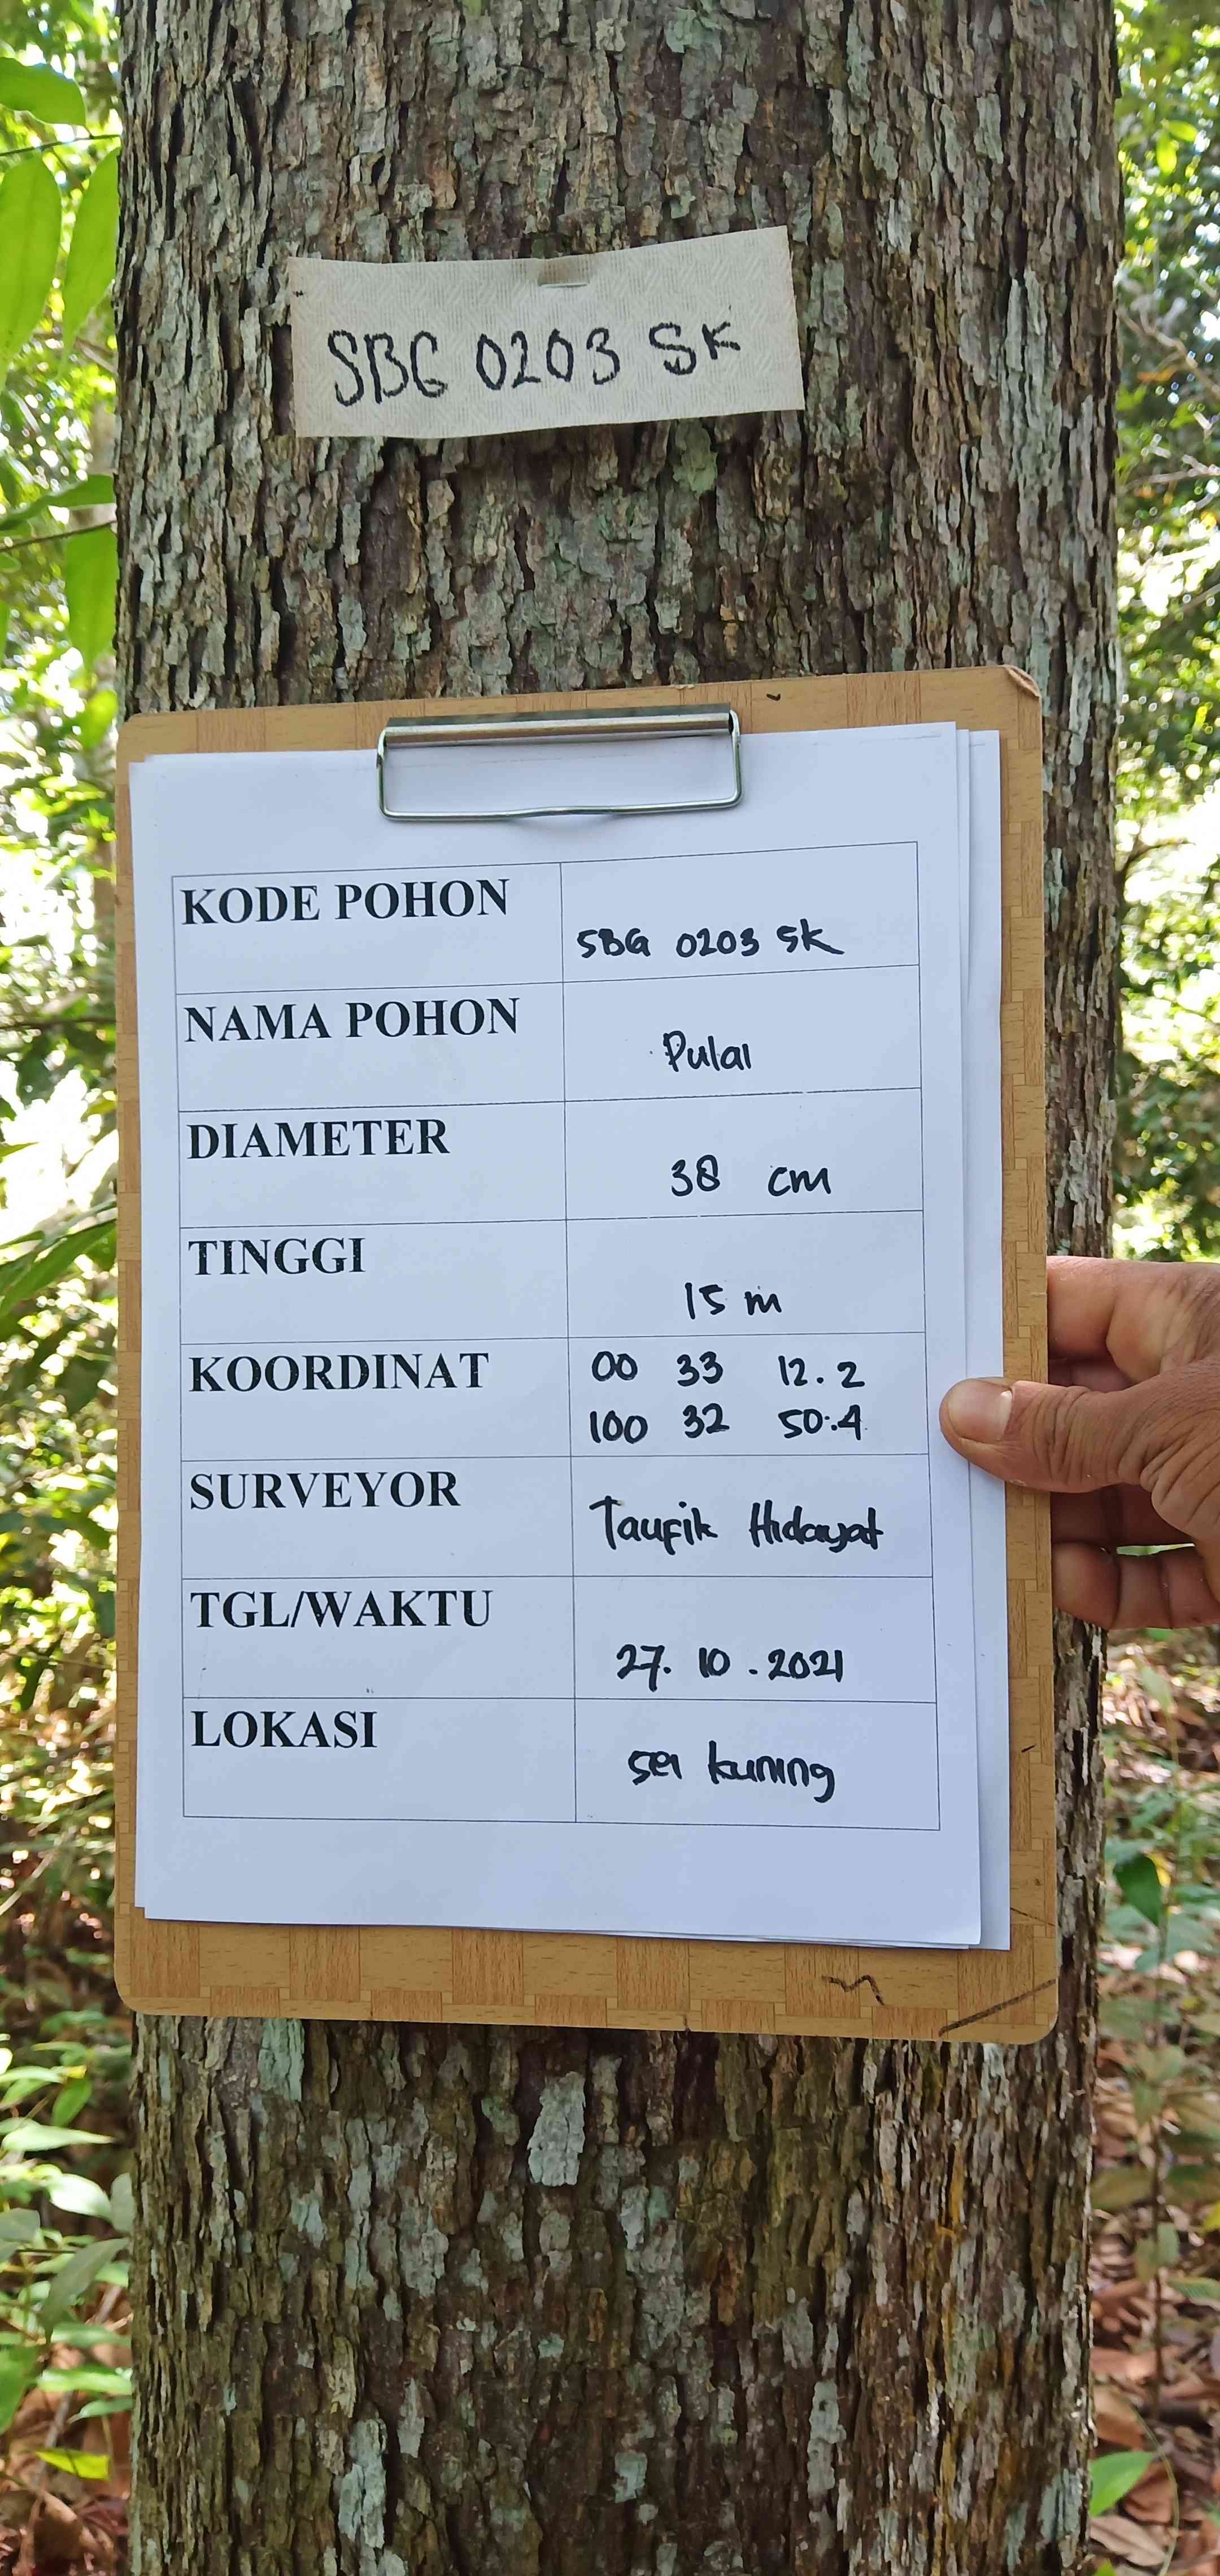 SBG 0203 SK
KODE POHON
SBG 0203 SK
NAMA POHON
Pulai
DIAMETER
38 cm
TINGGI
15 m
KOORDINAT
00 33 12.2
100 32 50.4
SURVEYOR
Taufik Hidayat
TGL/WAKTU
27.10.2021
LOKASI
sei kuning